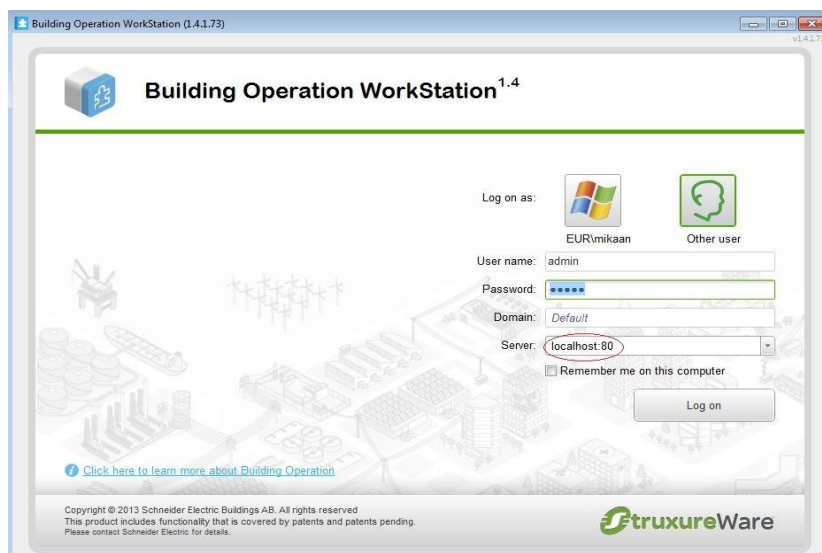 Building Operation WorkStation (1.4.1.73)
v1.4.1.7
Building Operation WorkStation 1.4
Log on as:
EUR\mikaan
Other user
User name: admin
Password: •••••
Domain: Default
Server: localhost:80
Remember me on this computer
Log on
Click here to learn more about Building Operation
Copyright © 2013 Schneider Electric Buildings AB. All rights reserved
This product includes functionality that is covered by patents and patents pending.
Please contact Schneider Electric for details.
StruxureWare